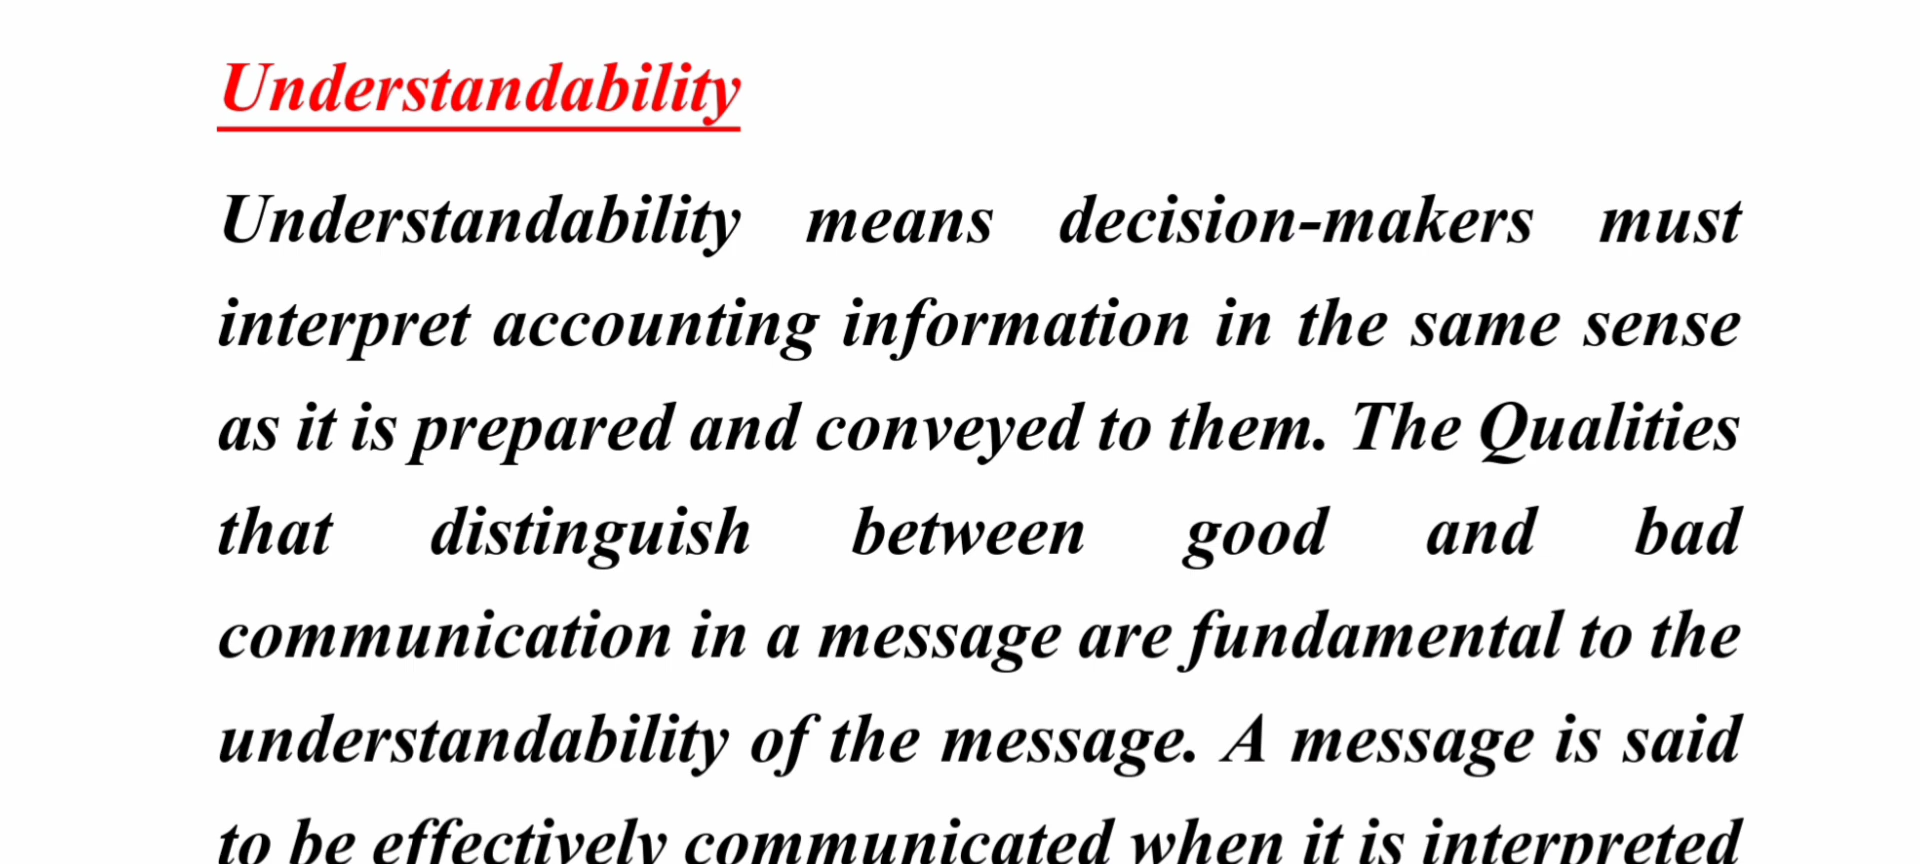 Understandability
Understandability means decision-makers must
interpret accounting information in the same sense
as it is prepared and conveyed to them. The Qualities
that distinguish between good and bad
communication in a message are fundamental to the
understandability of the message. A message is said
to be effectively communicated when it is interpreted